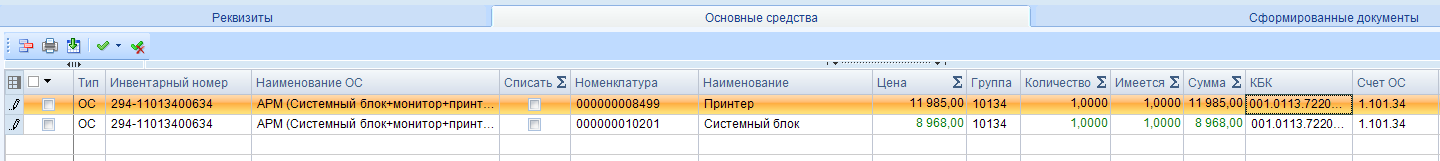 Реквизиты Основные средства Сформированные документы
Тип Инвентарный номер Наименование ОС Списать Σ Номенклатура Наименование Цена Σ Группа Количество Σ Имеется Σ Сумма Σ КБК Счет ОС
ОС 294-11013400634 АРМ (Системный блок+монитор+принт... 000000008499 Принтер 11 985,00 10134 1,0000 1,0000 11 985,00 001.0113.7220... 1.101.34
ОС 294-11013400634 АРМ (Системный блок+монитор+принт... 000000010201 Системный блок 8 968,00 10134 1,0000 1,0000 8 968,00 001.0113.7220... 1.101.34